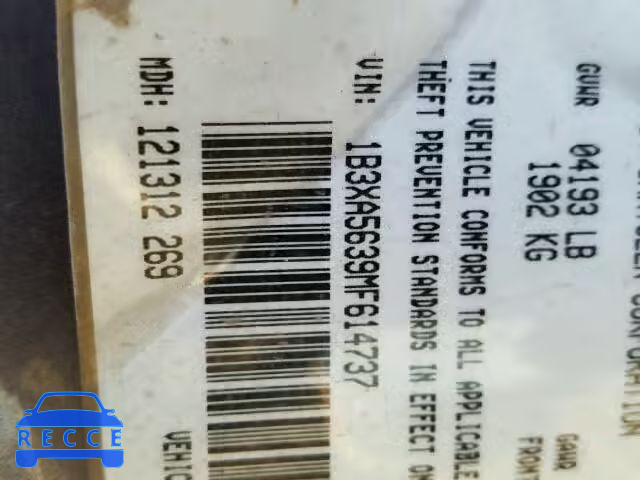 GAWR
FRONT
GVWR 04193 LB
1902 KG
THIS VEHICLE CONFORMS TO ALL APPLICABLE
THEFT PREVENTION STANDARDS IN EFFECT ON
VIN: 1B3XA5639MF614737
MDH: 121312 269
VEHIC
RECCE